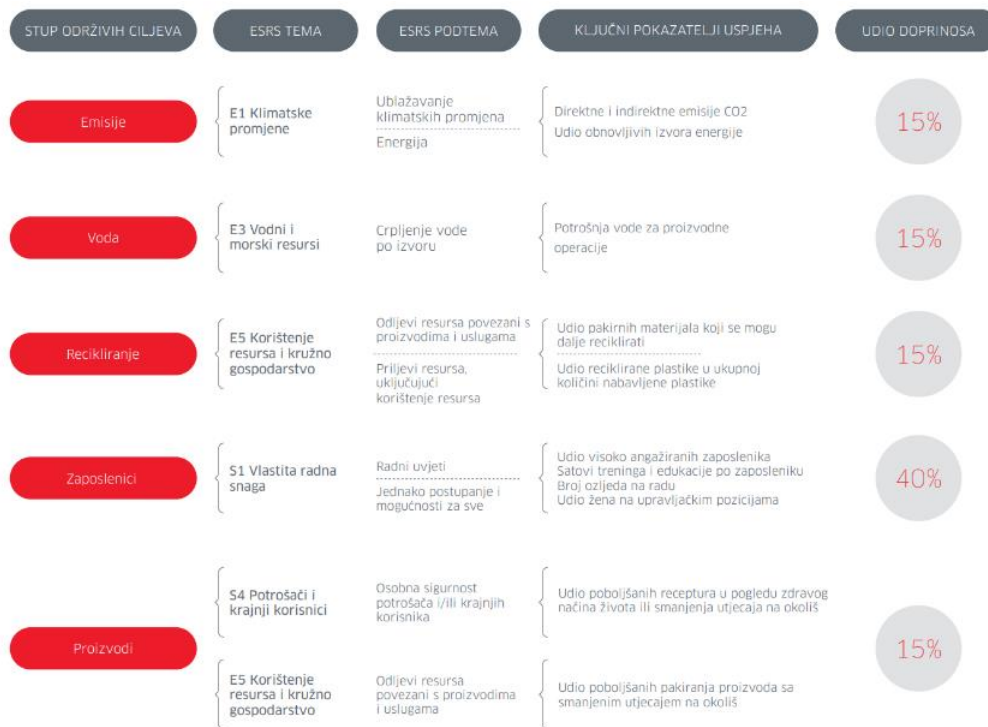 STUP ODRŽIVIH CILJEVA
ESRS TEMA
ESRS PODTEMA
KLJUČNI POKAZATELJI USPJEHA
UDIO DOPRINOSA
Emisije
E1 Klimatske
promjene
Ublažavanje
klimatskih promjena
Energija
Direktne i indirektne emisije CO2
Udio obnovljivih izvora energije
15%
Voda
E3 Vodni i
morski resursi
Crpljenje vode
po izvoru
Potrošnja vode za proizvodne
operacije
15%
Recikliranje
E5 Korištenje
resursa i kružno
gospodarstvo
Odljevi resursa povezani s
proizvodima i uslugama
Priljevi resursa,
uključujući
korištenje resursa
Udio pakirnih materijala koji se mogu
dalje reciklirati
Udio reciklirane plastike u ukupnoj
količini nabavljene plastike
15%
Zaposlenici
S1 Vlastita radna
snaga
Radni uvjeti
Jednako postupanje i
mogućnosti za sve
Udio visoko angažiranih zaposlenika
Satovi treninga i edukacije po zaposleniku
Broj ozljeda na radu
Udio žena na upravljačkim pozicijama
40%
Proizvodi
S4 Potrošači i
krajnji korisnici
Osobna sigurnost
potrošača i/ili krajnjih
korisnika
Udio poboljšanih receptura u pogledu zdravog
načina života ili smanjenja utjecaja na okoliš
E5 Korištenje
resursa i kružno
gospodarstvo
Odljevi resursa
povezani s proizvodima
i uslugama
Udio poboljšanih pakiranja proizvoda sa
smanjenim utjecajem na okoliš
15%